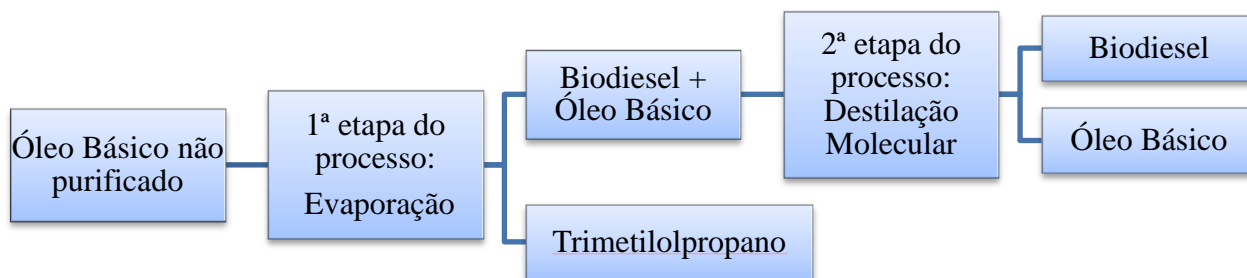 Óleo Básico não
purificado
1ª etapa do
processo:
Evaporação
Biodiesel +
Óleo Básico
Trimetilolpropano
2ª etapa do
processo:
Destilação
Molecular
Biodiesel
Óleo Básico